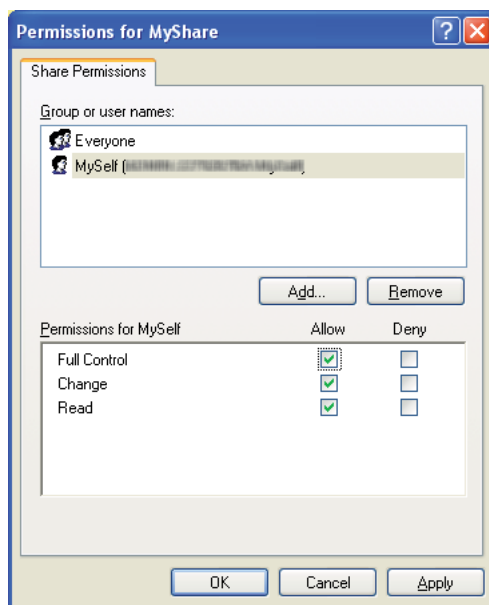 Permissions for MyShare
Share Permissions
Group or user names:
Everyone
MySelf (
Add... Remove
Permissions for MySelf Allow Deny
Full Control
Change
Read
OK Cancel Apply